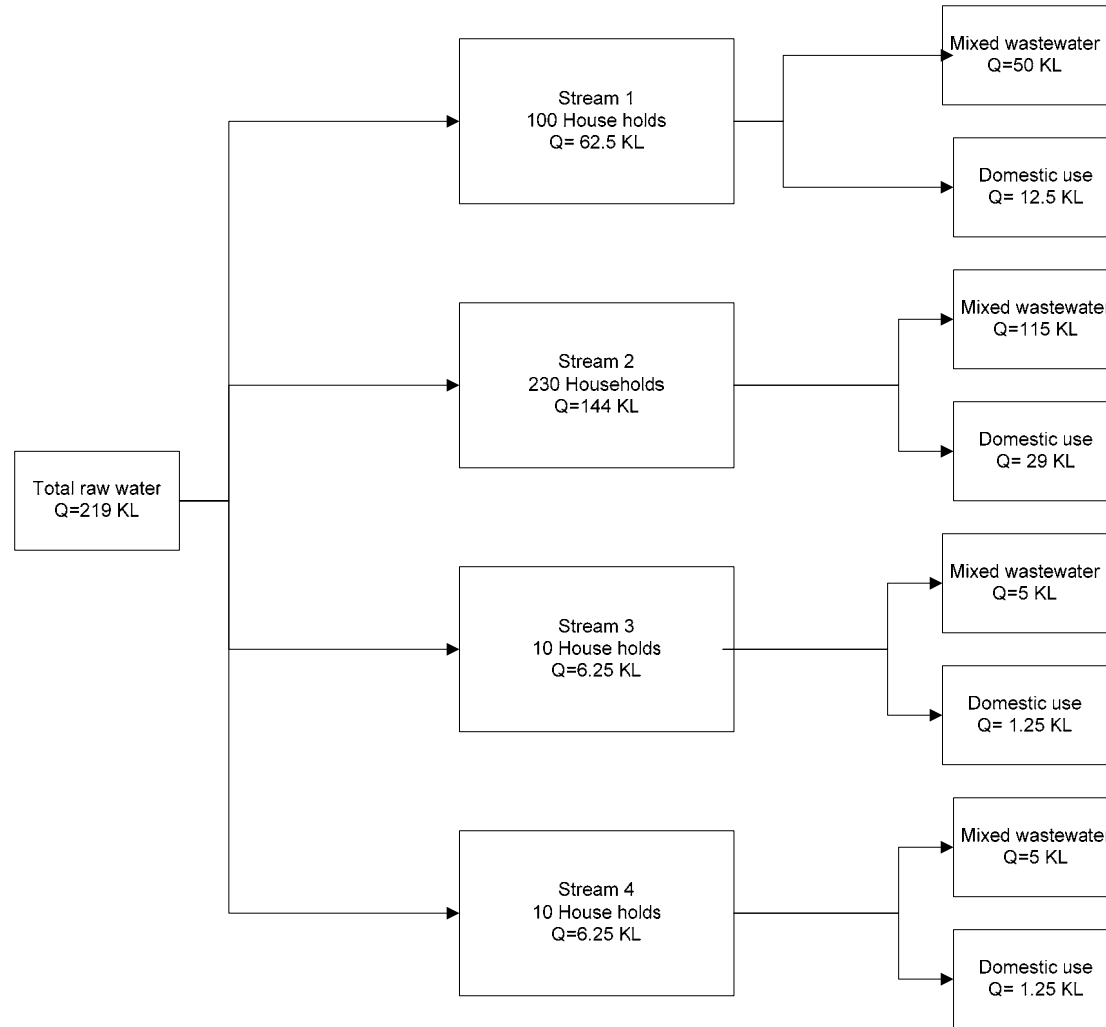 Total raw water
Q=219 KL
Stream 1
100 House holds
Q= 62.5 KL
Mixed wastewater
Q=50 KL
Domestic use
Q= 12.5 KL
Stream 2
230 Households
Q=144 KL
Mixed wastewater
Q=115 KL
Domestic use
Q= 29 KL
Stream 3
10 House holds
Q=6.25 KL
Mixed wastewater
Q=5 KL
Domestic use
Q= 1.25 KL
Stream 4
10 House holds
Q=6.25 KL
Mixed wastewater
Q=5 KL
Domestic use
Q= 1.25 KL